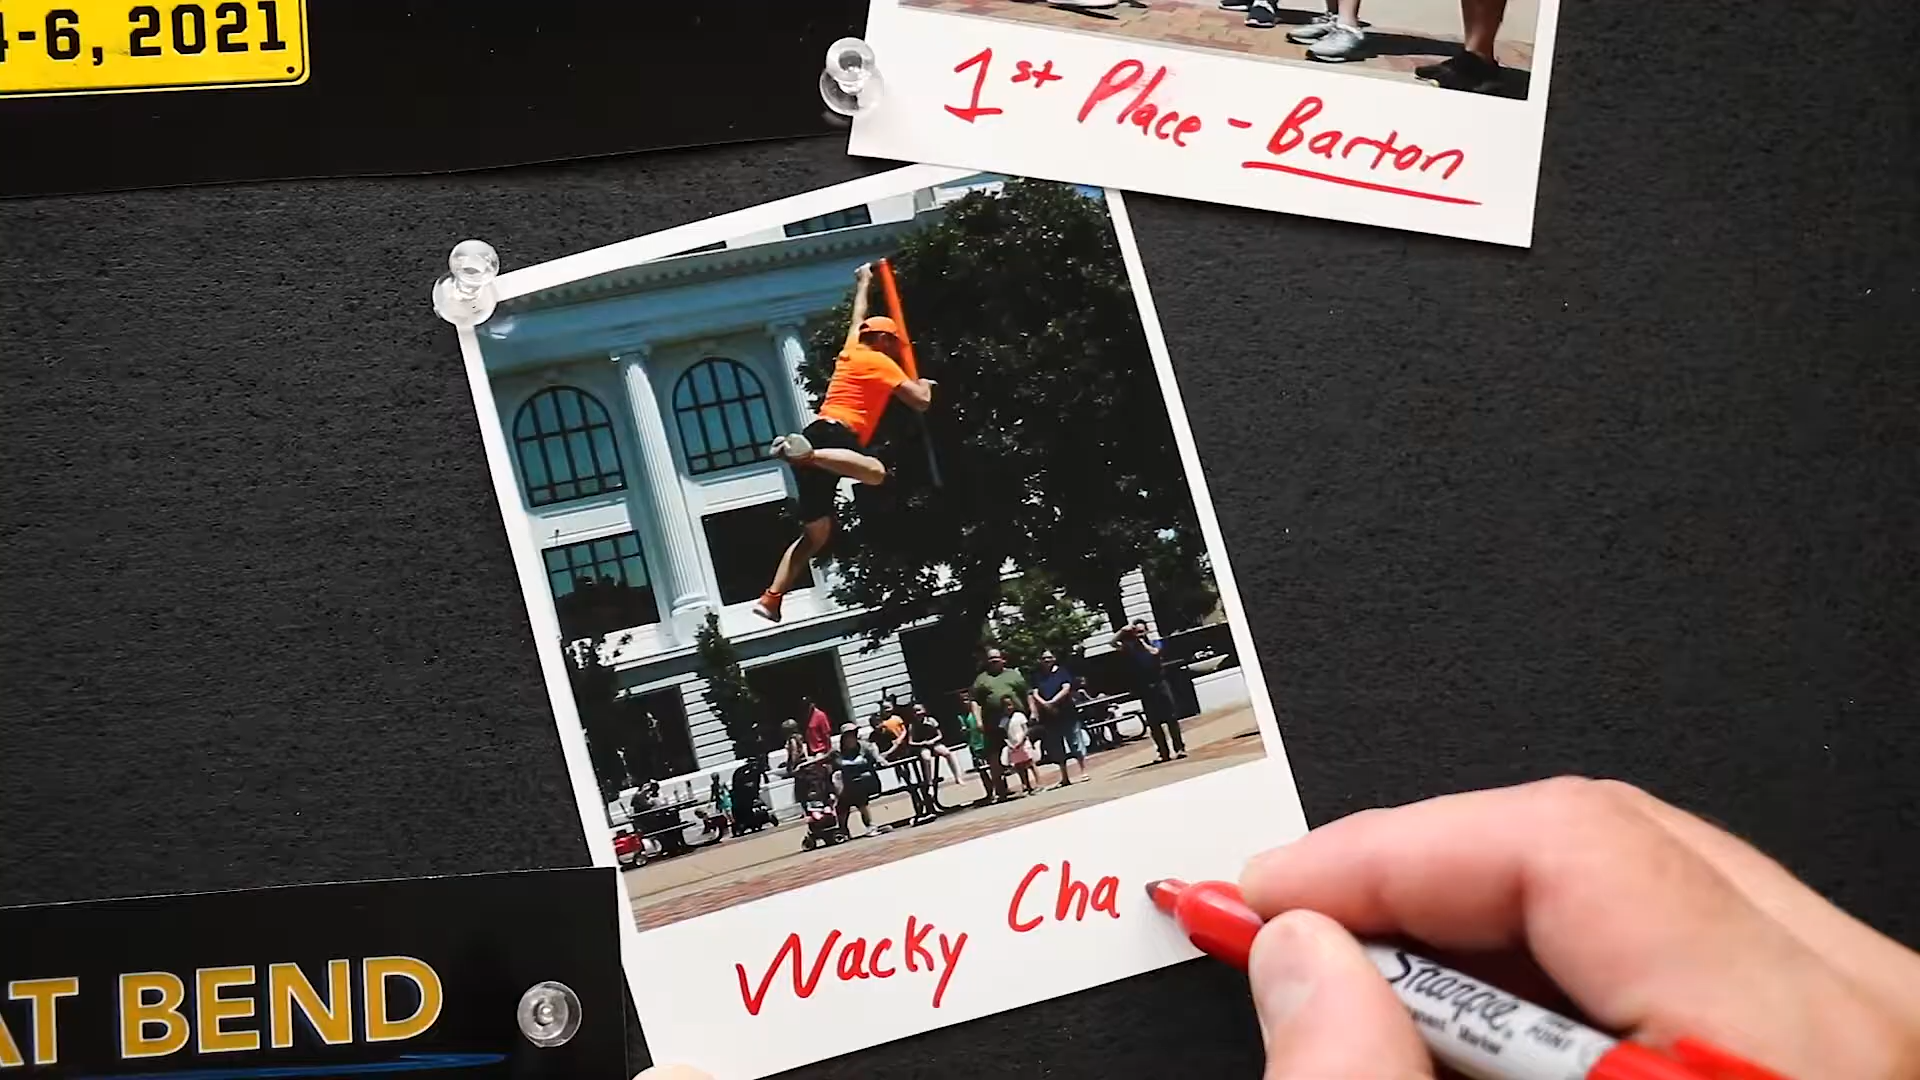 -6, 2021
1st Place - Barton
Wacky Cha
AT BEND
Sharpie